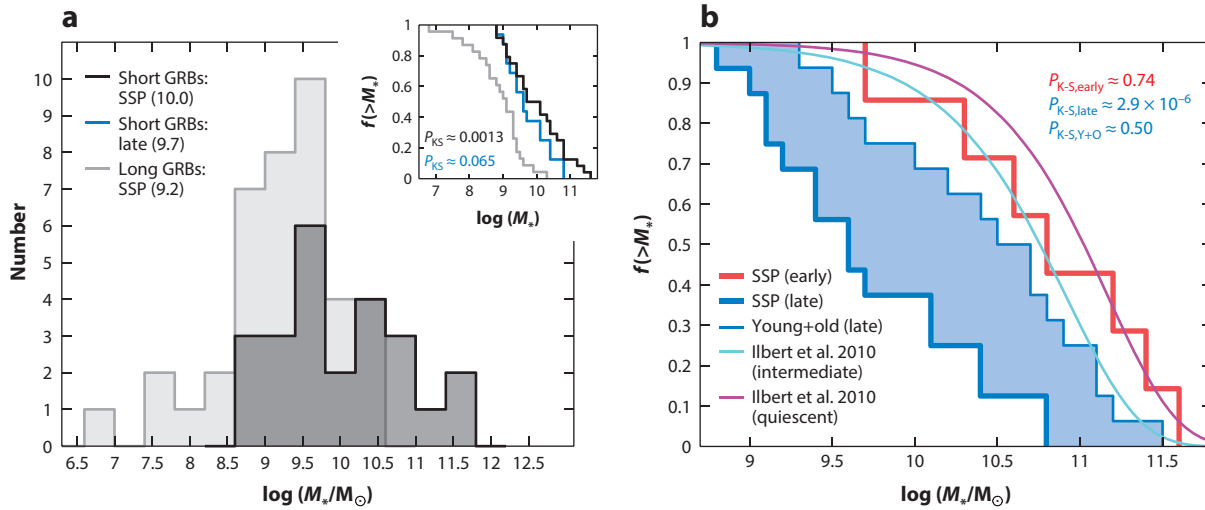 a
Number
10
9
8
7
6
5
4
3
2
1
0
6.5 7 7.5 8 8.5 9 9.5 10 10.5 11 11.5 12 12.5
log (M*/M☉)
Short GRBs:
SSP (10.0)
Short GRBs:
late (9.7)
Long GRBs:
SSP (9.2)
f(>M*)
1
0.8
0.6
0.4
0.2
0
PKS ≈ 0.0013
PKS ≈ 0.065
7 8 9 10 11
log (M*)
b
f(>M*)
1
0.9
0.8
0.7
0.6
0.5
0.4
0.3
0.2
0.1
0
PK-S,early ≈ 0.74
PK-S,late ≈ 2.9 × 10⁻⁶
PK-S,Y+O ≈ 0.50
SSP (early)
SSP (late)
Young+old (late)
Ilbert et al. 2010
(intermediate)
Ilbert et al. 2010
(quiescent)
9 9.5 10 10.5 11 11.5
log (M*/M☉)